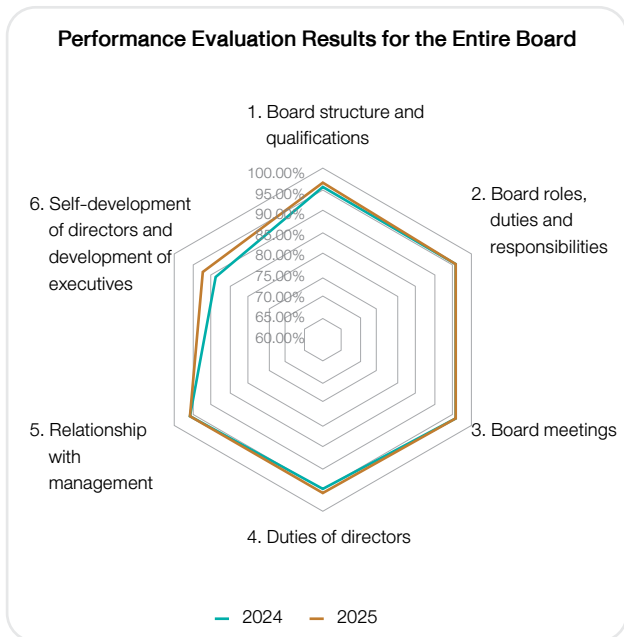 Performance Evaluation Results for the Entire Board
1. Board structure and
qualifications
100.00%
95.00%
90.00%
85.00%
80.00%
75.00%
70.00%
65.00%
60.00%
2. Board roles,
duties and
responsibilities
3. Board meetings
4. Duties of directors
5. Relationship
with
management
6. Self-development
of directors and
development of
executives
2024
2025